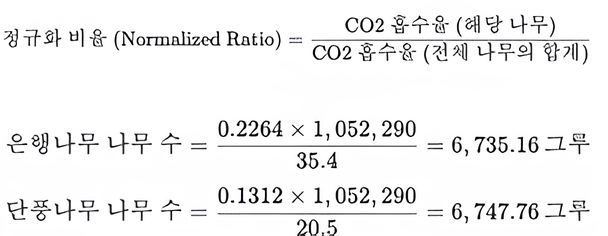 정규화 비율 (Normalized Ratio) = CO2 흡수율 (해당 나무) / CO2 흡수율 (전체 나무의 합계)
은행나무 나무 수 = 0.2264 × 1,052,290 / 35.4 = 6,735.16 그루
단풍나무 나무 수 = 0.1312 × 1,052,290 / 20.5 = 6,747.76 그루